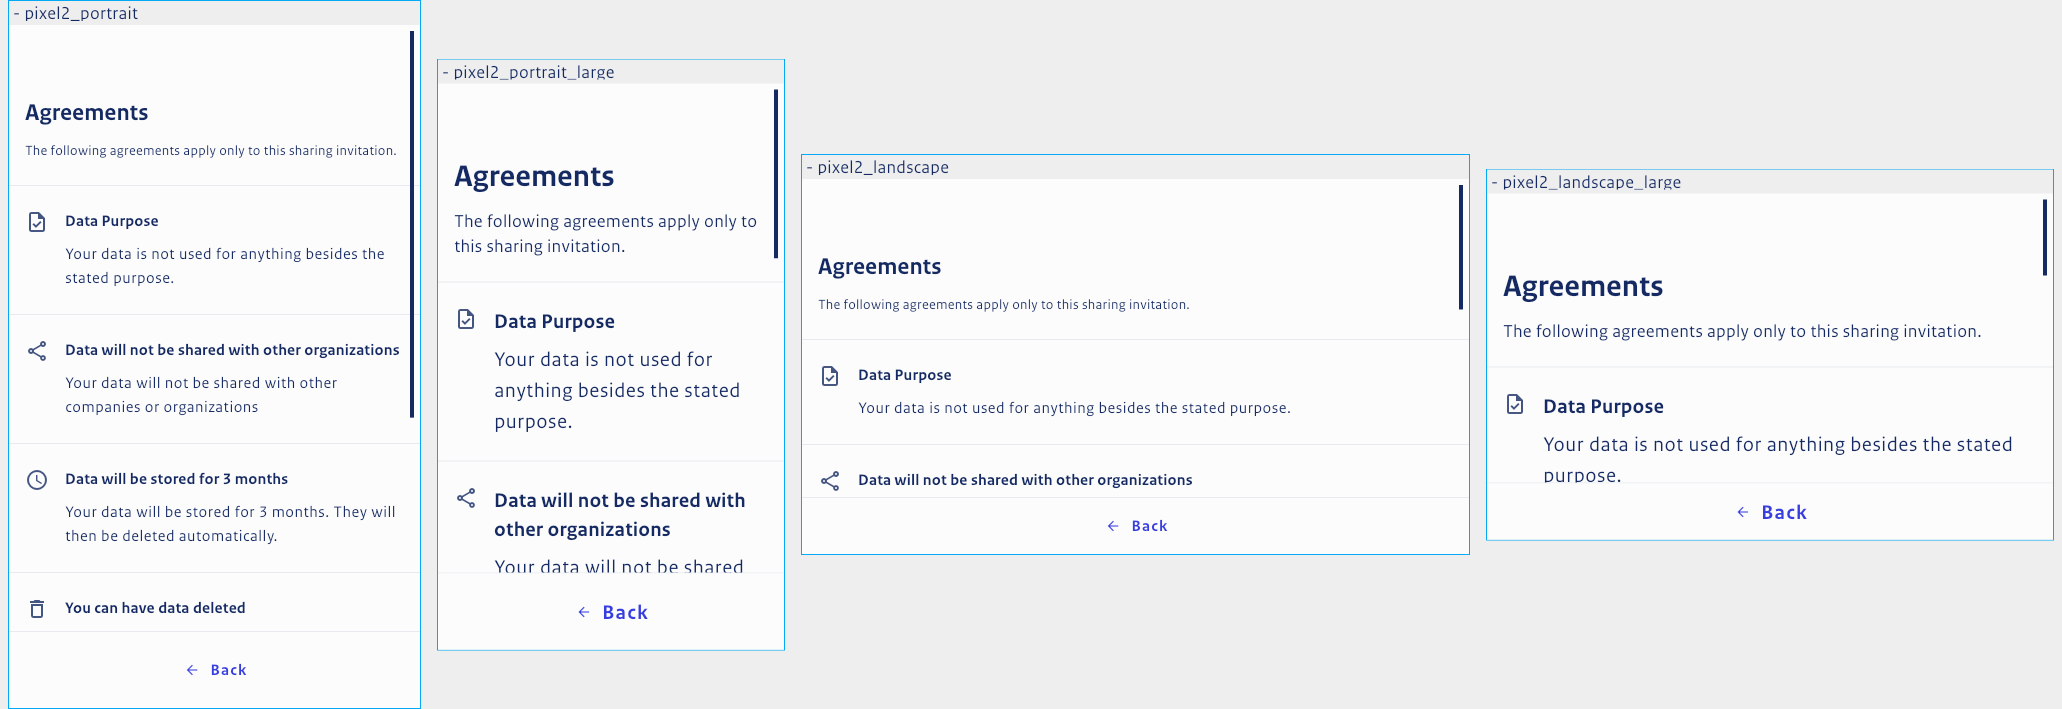 - pixel2_portrait
Agreements
The following agreements apply only to this sharing invitation.
Data Purpose
Your data is not used for anything besides the
stated purpose.
Data will not be shared with other organizations
Your data will not be shared with other
companies or organizations
Data will be stored for 3 months
Your data will be stored for 3 months. They will
then be deleted automatically.
You can have data deleted
← Back
- pixel2_portrait_large
Agreements
The following agreements apply only to
this sharing invitation.
Data Purpose
Your data is not used for
anything besides the stated
purpose.
Data will not be shared with
other organizations
Your data will not be shared
← Back
- pixel2_landscape
Agreements
The following agreements apply only to this sharing invitation.
Data Purpose
Your data is not used for anything besides the stated purpose.
Data will not be shared with other organizations
← Back
- pixel2_landscape_large
Agreements
The following agreements apply only to this sharing invitation.
Data Purpose
Your data is not used for anything besides the stated
purpose.
← Back